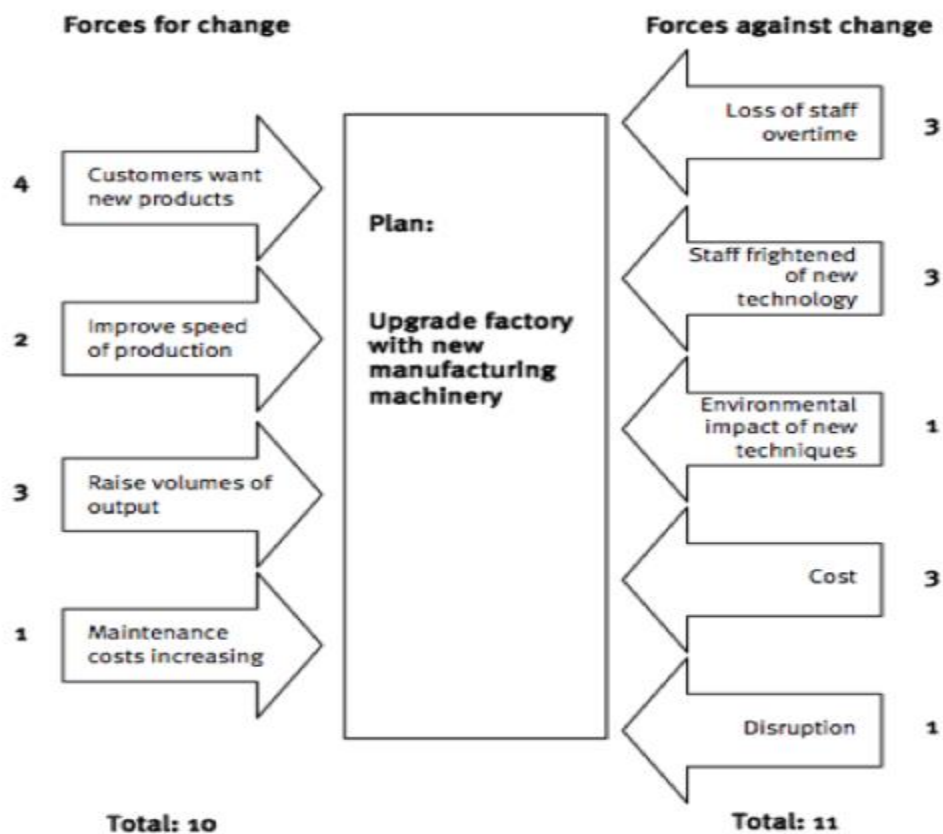 Forces for change
4
Customers want
new products
2
Improve speed
of production
3
Raise volumes of
output
1
Maintenance
costs increasing
Total: 10
Plan:
Upgrade factory
with new
manufacturing
machinery
Forces against change
Loss of staff
overtime
3
Staff frightened
of new
technology
3
Environmental
impact of new
techniques
1
Cost
3
Disruption
1
Total: 11